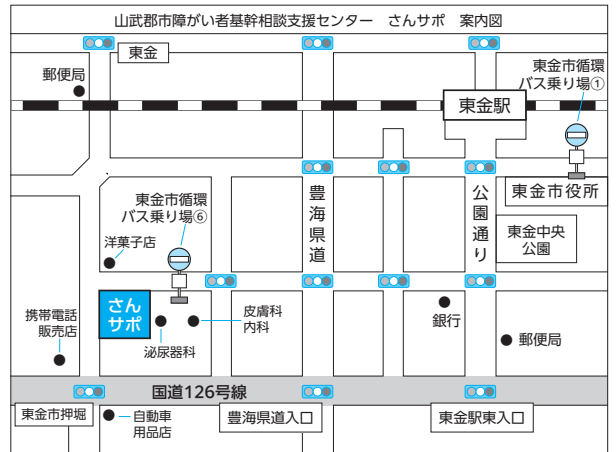 山武郡市障がい者基幹相談支援センター　さんサポ　案内図
東金
郵便局
東金市循環
バス乗り場①
東金駅
東金市役所
東金市循環
バス乗り場⑥
豊海県道
公園通り
東金中央
公園
洋菓子店
さん
サポ
皮膚科
内科
泌尿器科
携帯電話
販売店
銀行
郵便局
国道126号線
東金市押堀
自動車
用品店
豊海県道入口
東金駅東入口